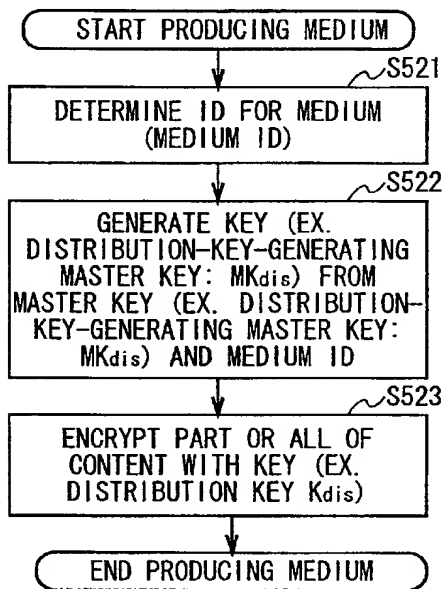 START PRODUCING MEDIUM
S521
DETERMINE ID FOR MEDIUM
(MEDIUM ID)
S522
GENERATE KEY (EX.
DISTRIBUTION-KEY-GENERATING
MASTER KEY: MKdis) FROM
MASTER KEY (EX. DISTRIBUTION-
KEY-GENERATING MASTER KEY:
MKdis) AND MEDIUM ID
S523
ENCRYPT PART OR ALL OF
CONTENT WITH KEY (EX.
DISTRIBUTION KEY Kdis)
END PRODUCING MEDIUM